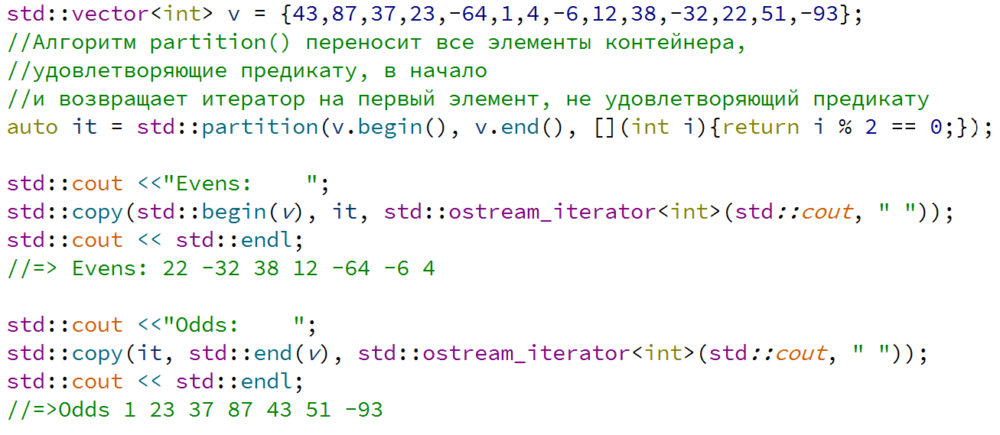 std::vector<int> v = {43,87,37,23,-64,1,4,-6,12,38,-32,22,51,-93};
//Алгоритм partition() переносит все элементы контейнера,
//удовлетворяющие предикату, в начало
//и возвращает итератор на первый элемент, не удовлетворяющий предикату
auto it = std::partition(v.begin(), v.end(), [](int i){return i % 2 == 0;});
std::cout <<"Evens:    ";
std::copy(std::begin(v), it, std::ostream_iterator<int>(std::cout, " "));
std::cout << std::endl;
//=> Evens: 22 -32 38 12 -64 -6 4
std::cout <<"Odds:    ";
std::copy(it, std::end(v), std::ostream_iterator<int>(std::cout, " "));
std::cout << std::endl;
//=>Odds 1 23 37 87 43 51 -93